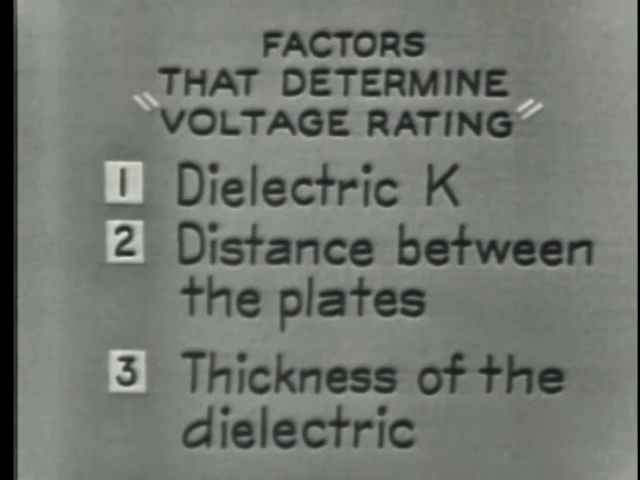 FACTORS
THAT DETERMINE
"VOLTAGE RATING"
1 Dielectric K
2 Distance between
the plates
3 Thickness of the
dielectric